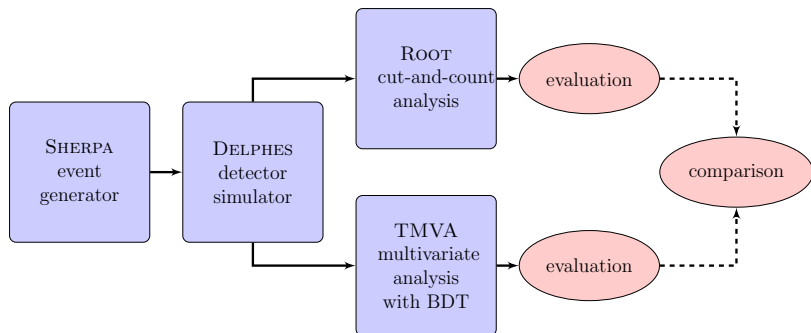 SHERPA
event
generator
DELPHES
detector
simulator
ROOT
cut-and-count
analysis
evaluation
TMVA
multivariate
analysis
with BDT
evaluation
comparison